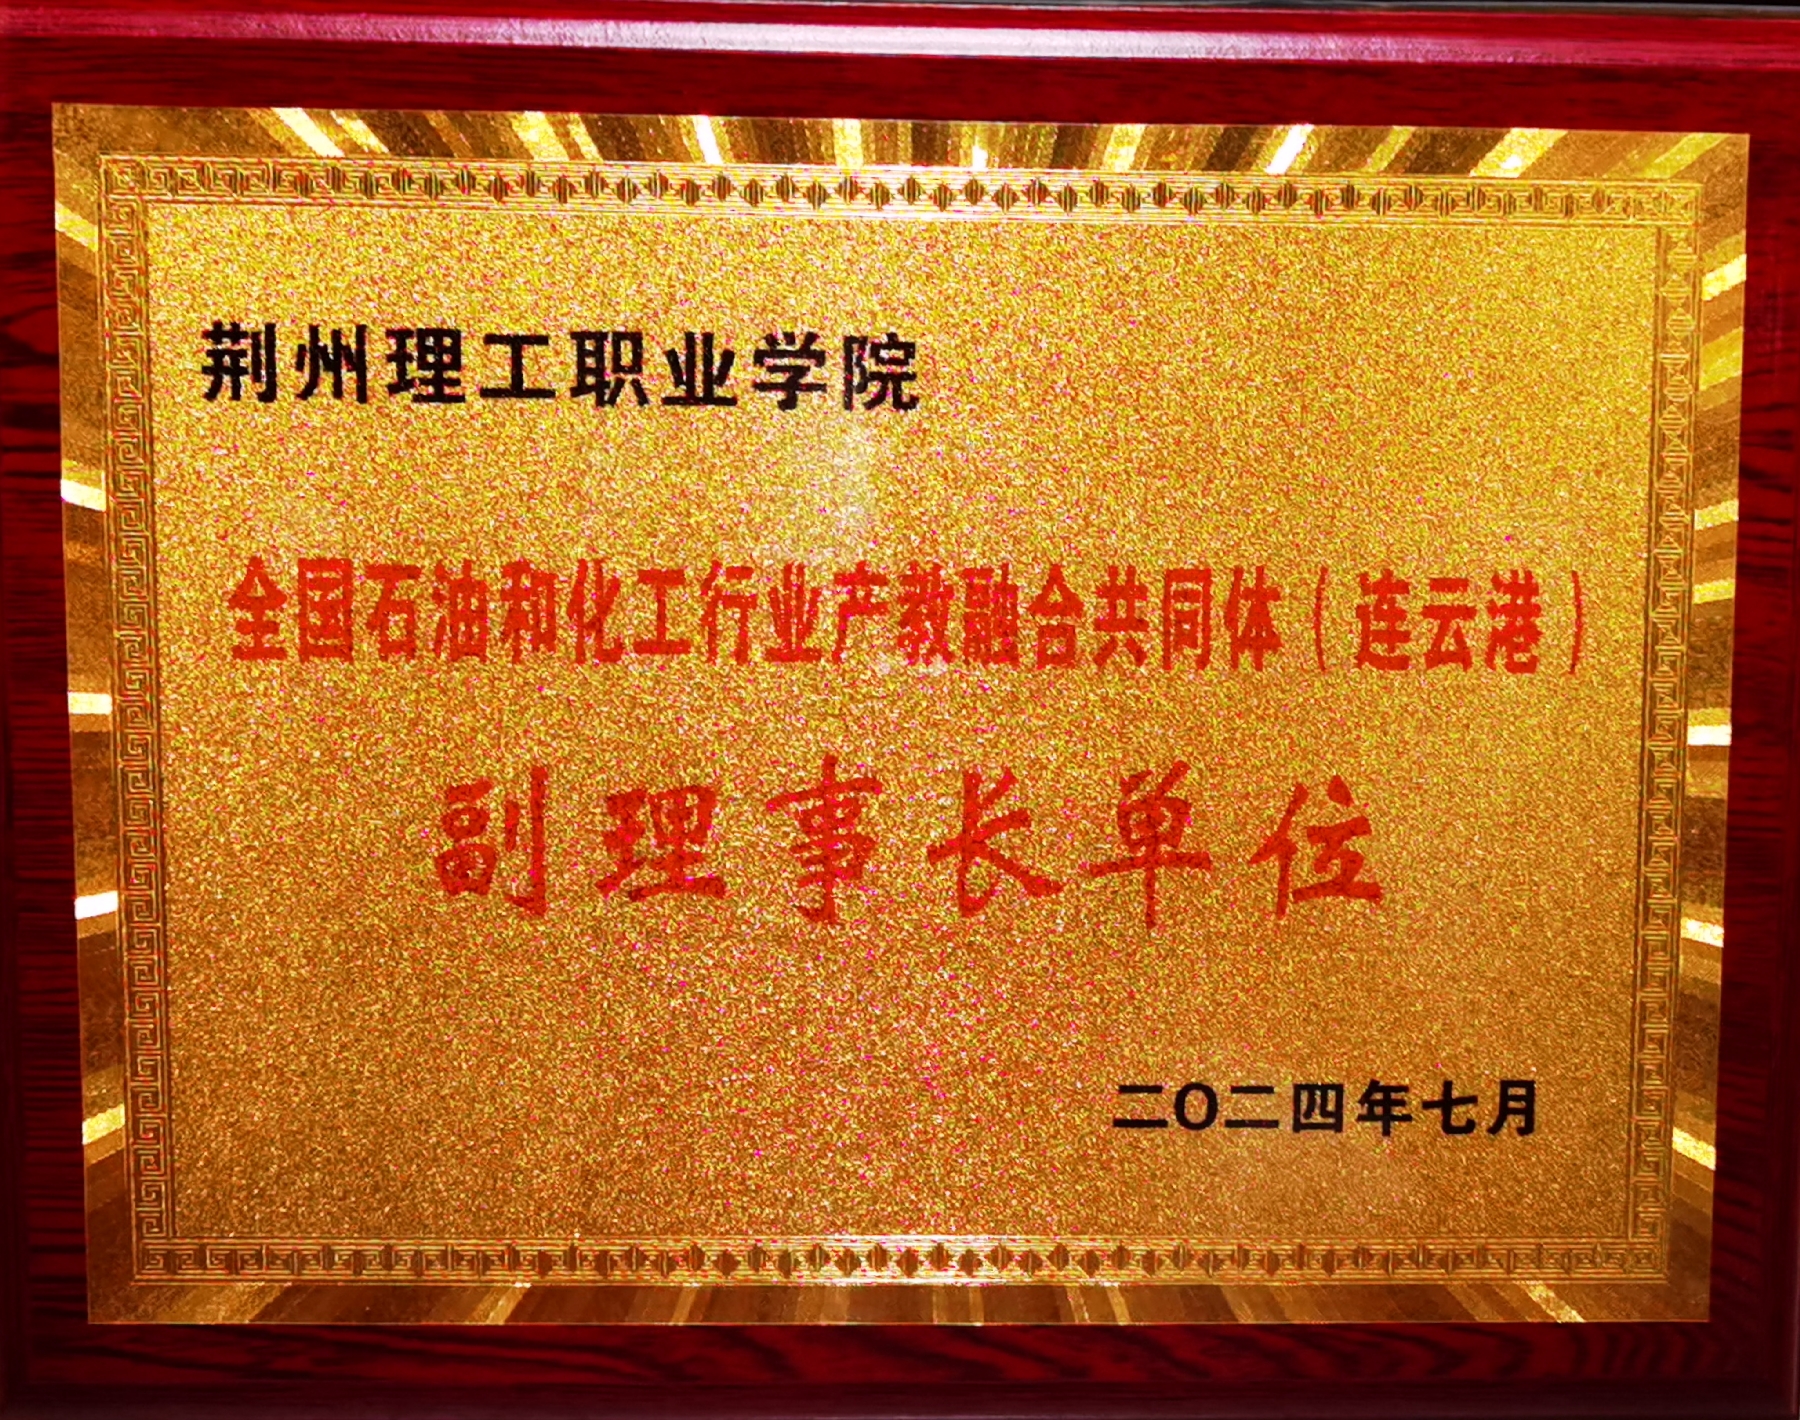 荆州理工职业学院
全国石油和化工行业产教融合共同体（连云港）
副理事长单位
二〇二四年七月